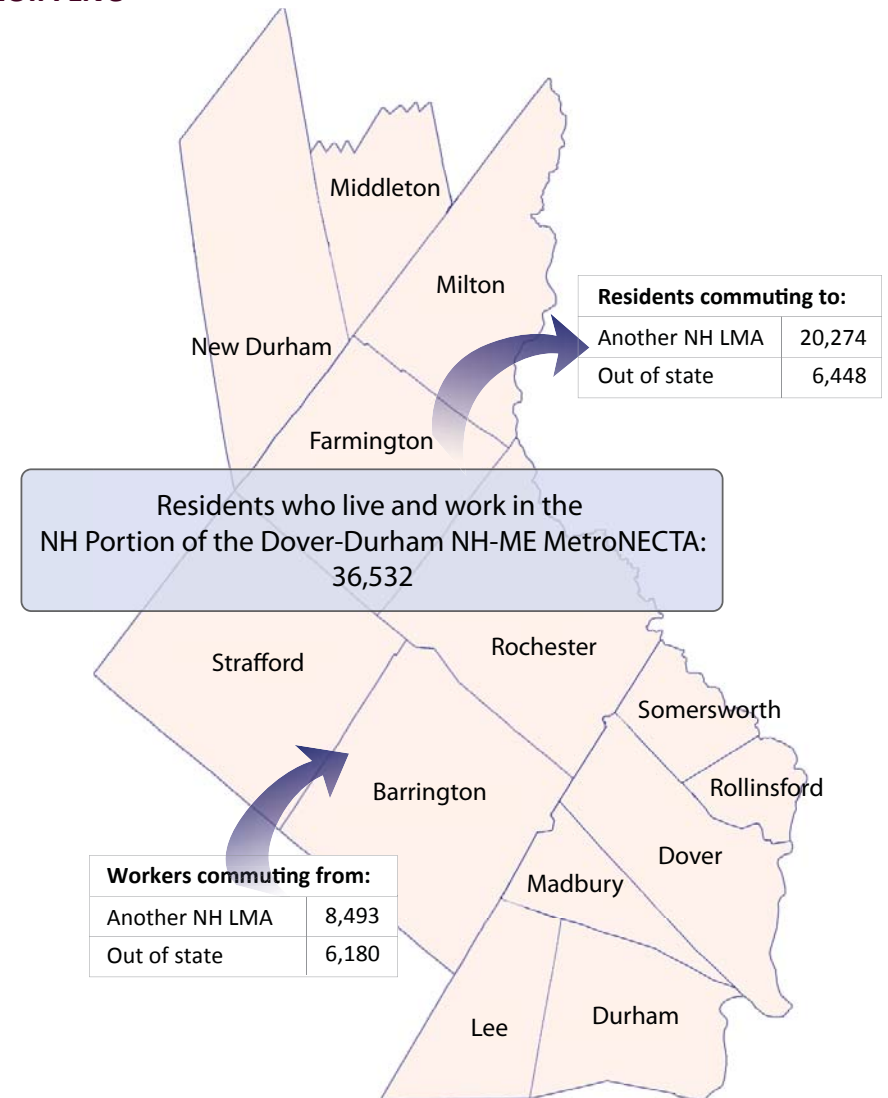 Middleton
Milton
Residents commuting to:
Another NH LMA 20,274
Out of state 6,448
New Durham
Farmington
Residents who live and work in the
NH Portion of the Dover-Durham NH-ME MetroNECTA:
36,532
Strafford
Rochester
Somersworth
Rollinsford
Barrington
Dover
Madbury
Workers commuting from:
Another NH LMA 8,493
Out of state 6,180
Lee
Durham